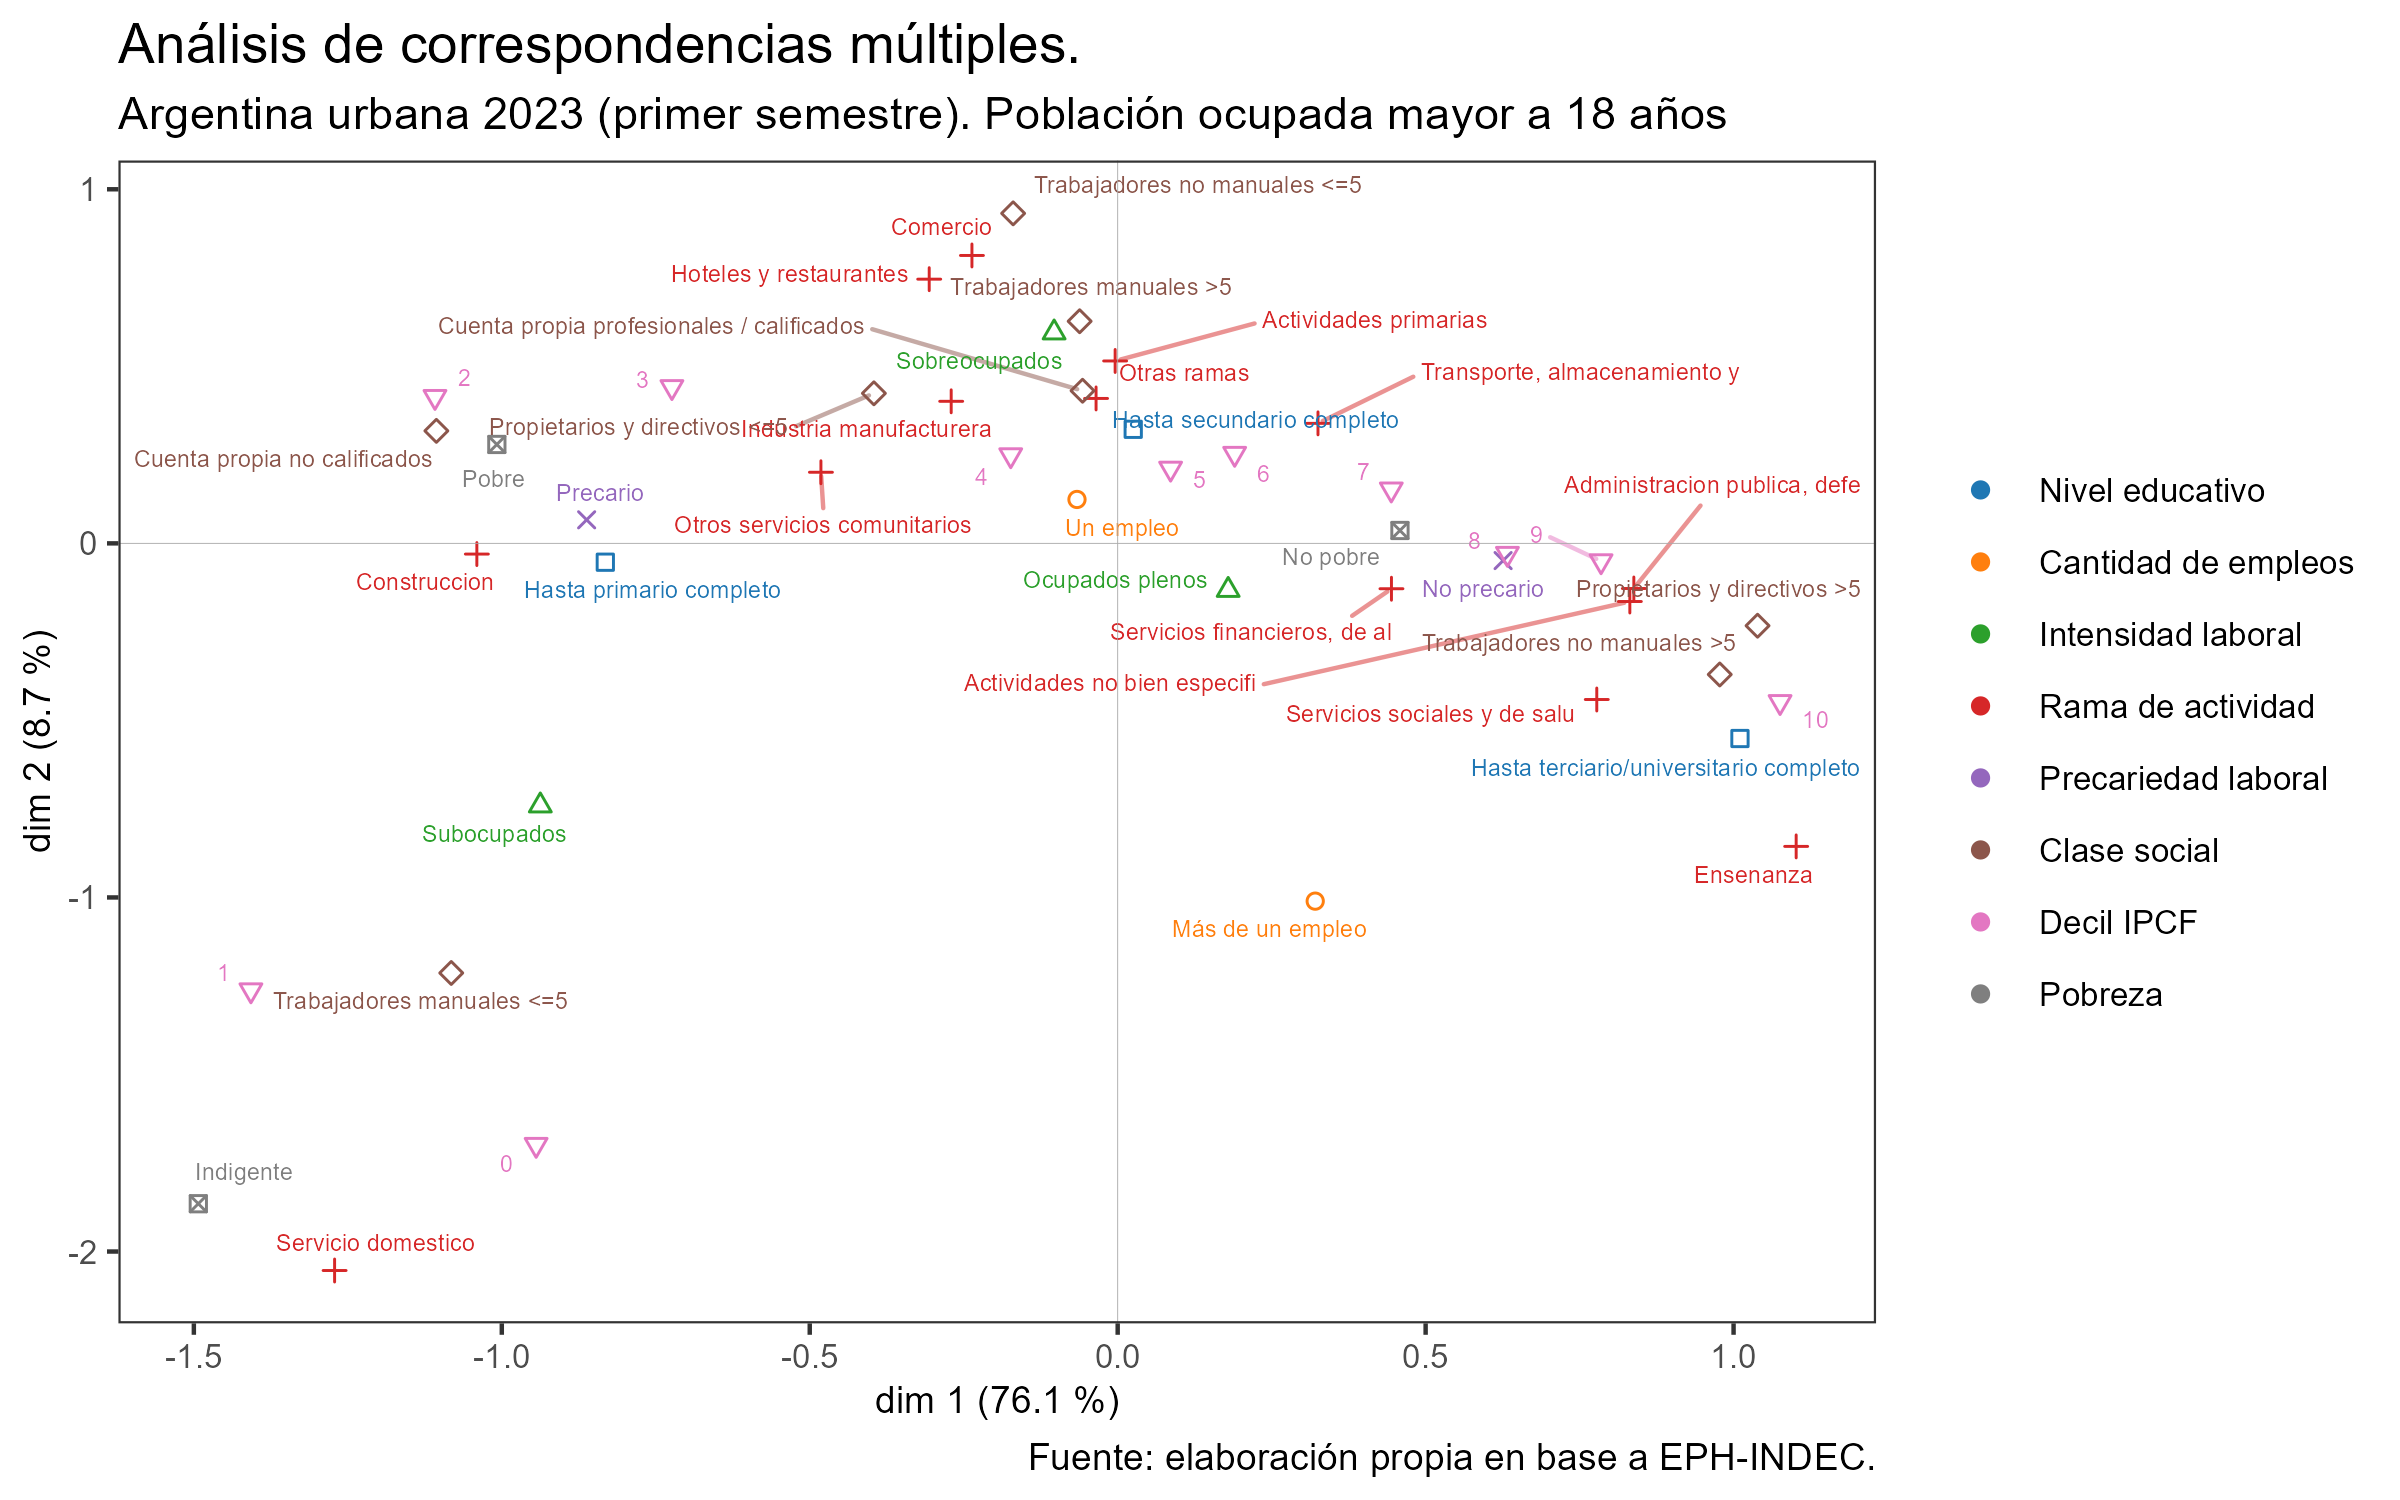 Análisis de correspondencias múltiples.
Argentina urbana 2023 (primer semestre). Población ocupada mayor a 18 años
1
0
-1
-2
dim 2 (8.7 %)
Trabajadores no manuales <=5
Comercio
Hoteles y restaurantes
Trabajadores manuales >5
Cuenta propia profesionales / calificados
Actividades primarias
Sobreocupados
Otras ramas
Transporte, almacenamiento y
2
3
Propietarios y directivos <=5
Industria manufacturera
Hasta secundario completo
Cuenta propia no calificados
Pobre
Precario
4
5
6
7
Administracion publica, defe
Otros servicios comunitarios
Un empleo
8
9
No pobre
Construccion
Hasta primario completo
Ocupados plenos
No precario
Propietarios y directivos >5
Servicios financieros, de al
Trabajadores no manuales >5
Actividades no bien especifi
Servicios sociales y de salu
10
Hasta terciario/universitario completo
Subocupados
Ensenanza
Más de un empleo
1
Trabajadores manuales <=5
0
Indigente
Servicio domestico
-1.5
-1.0
-0.5
0.0
0.5
1.0
dim 1 (76.1 %)
Nivel educativo
Cantidad de empleos
Intensidad laboral
Rama de actividad
Precariedad laboral
Clase social
Decil IPCF
Pobreza
Fuente: elaboración propia en base a EPH-INDEC.